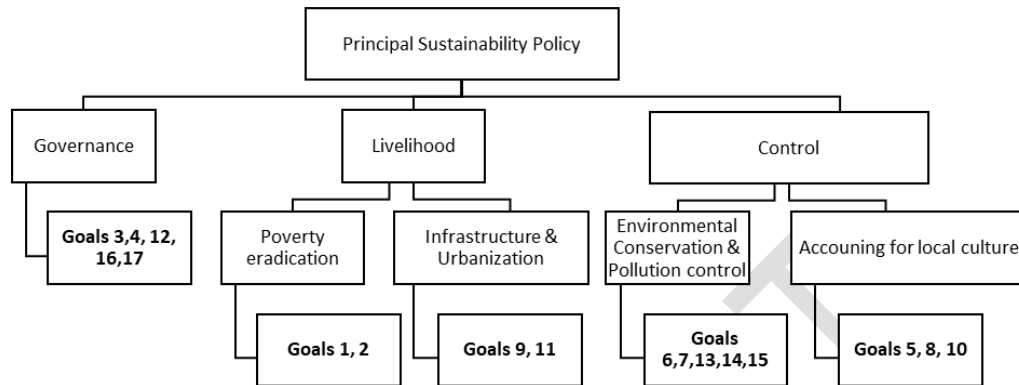 Principal Sustainability Policy
Governance
Livelihood
Control
Goals 3,4, 12,
16,17
Poverty
eradication
Infrastructure &
Urbanization
Environmental
Conservation &
Pollution control
Accouning for local culture
Goals 1, 2
Goals 9, 11
Goals
6,7,13,14,15
Goals 5, 8, 10